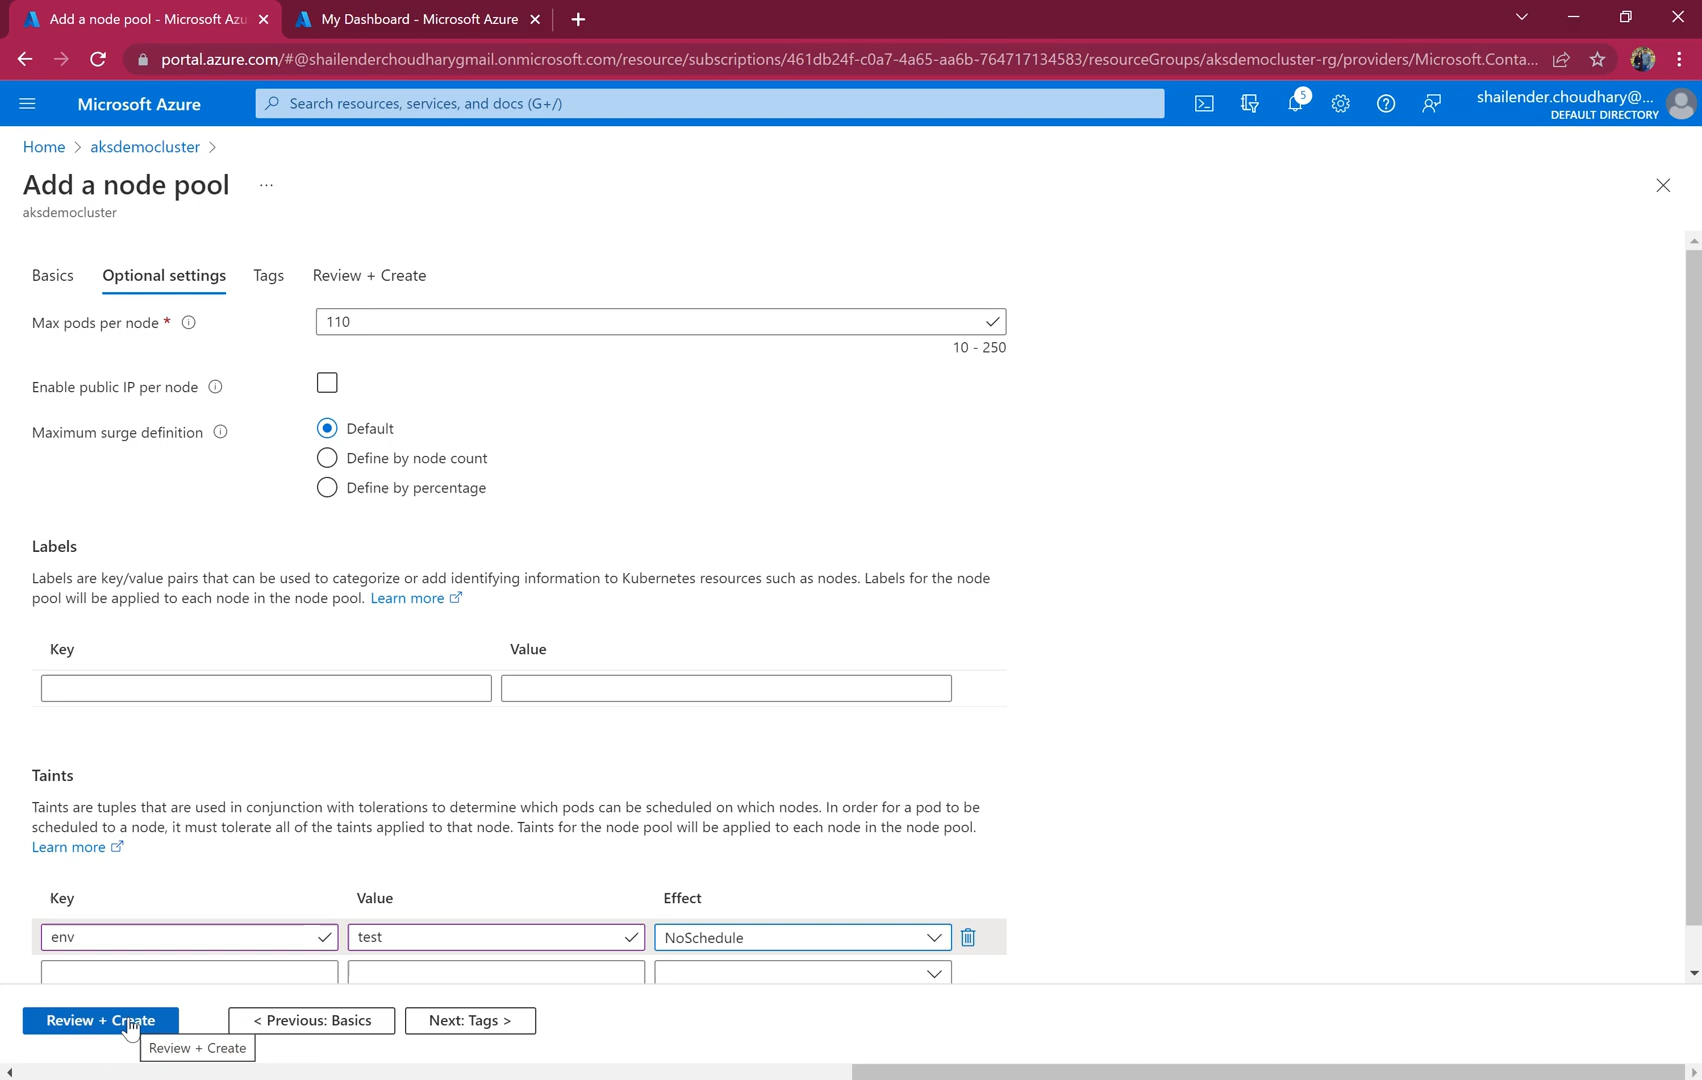 Add a node pool - Microsoft Azu
My Dashboard - Microsoft Azure
portal.azure.com/#@shailenderchoudharygmail.onmicrosoft.com/resource/subscriptions/461db24f-c0a7-4a65-aa6b-764717134583/resourceGroups/aksdemocluster-rg/providers/Microsoft.Conta...
Microsoft Azure
Search resources, services, and docs (G+/)
5
shailender.choudhary@...
DEFAULT DIRECTORY
Home > aksdemocluster >
Add a node pool ...
aksdemocluster
Basics Optional settings Tags Review + Create
Max pods per node *
110
10 - 250
Enable public IP per node
Maximum surge definition
Default
Define by node count
Define by percentage
Labels
Labels are key/value pairs that can be used to categorize or add identifying information to Kubernetes resources such as nodes. Labels for the node
pool will be applied to each node in the node pool. Learn more
Key Value
Taints
Taints are tuples that are used in conjunction with tolerations to determine which pods can be scheduled on which nodes. In order for a pod to be
scheduled to a node, it must tolerate all of the taints applied to that node. Taints for the node pool will be applied to each node in the node pool.
Learn more
Key Value Effect
env test NoSchedule
Review + Create < Previous: Basics Next: Tags >
Review + Create